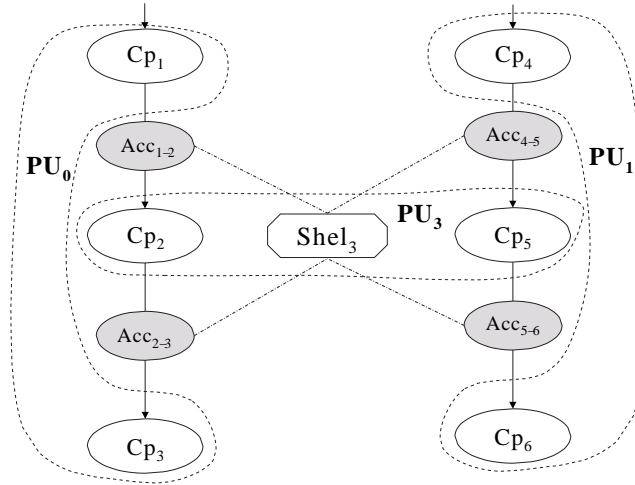 Cp₁
Cp₄
Acc₁₋₂
Acc₄₋₅
PU₀
PU₁
Cp₂
Shel₃
PU₃
Cp₅
Acc₂₋₃
Acc₅₋₆
Cp₃
Cp₆